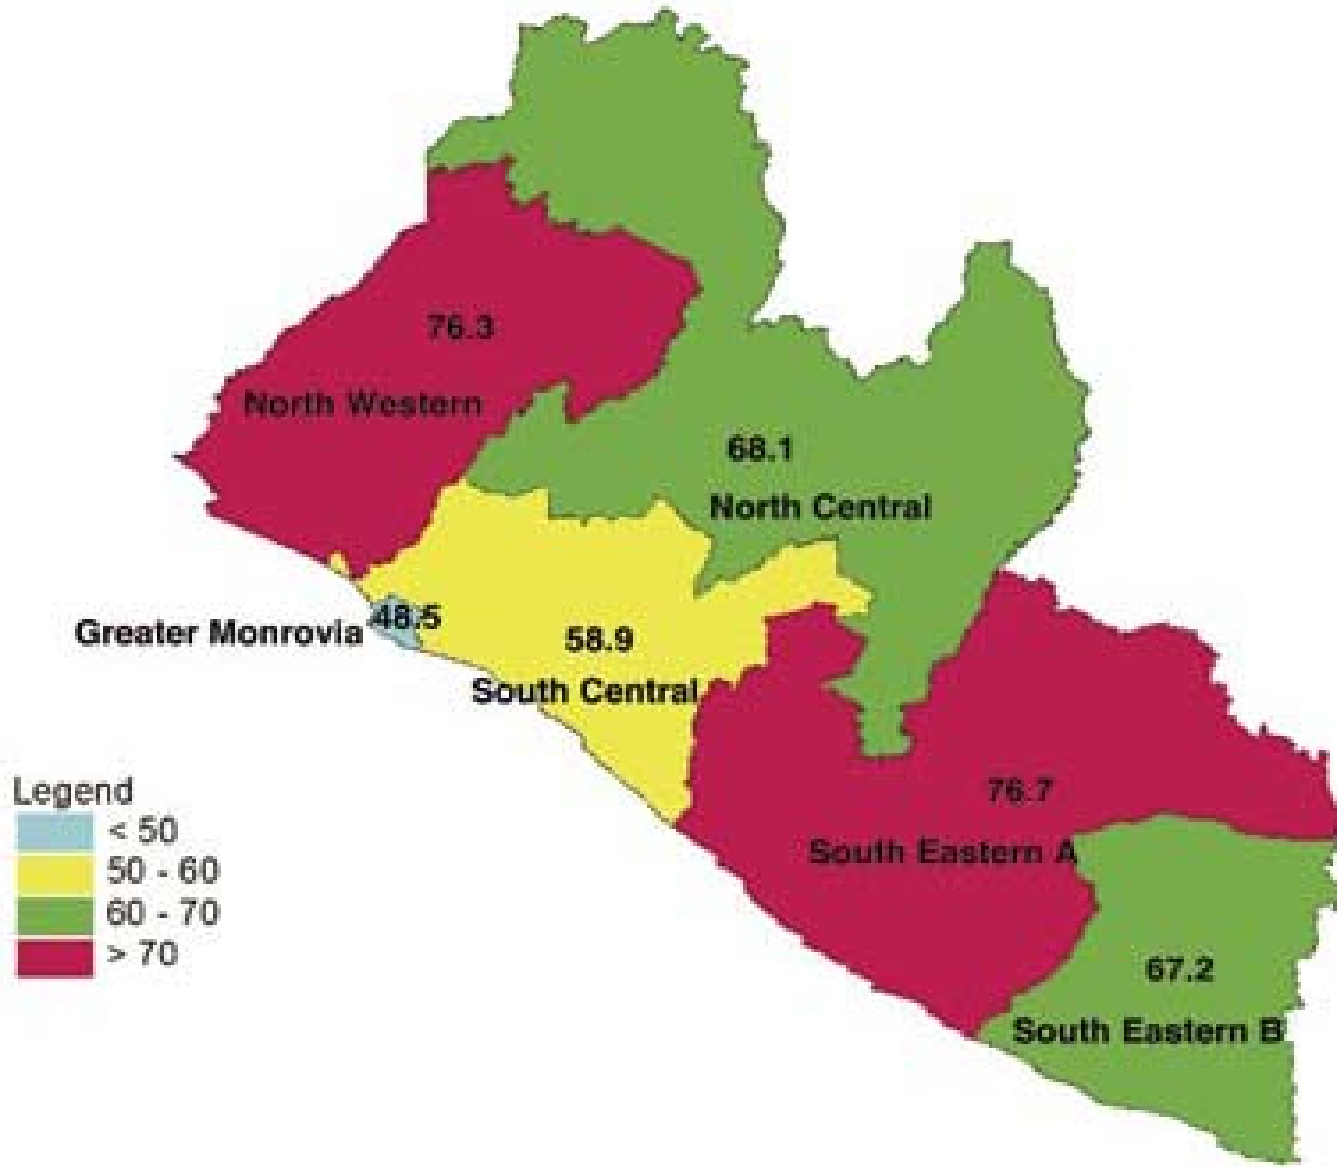 76.3
North Western
68.1
North Central
48.5
Greater Monrovia
58.9
South Central
76.7
South Eastern A
67.2
South Eastern B
Legend
< 50
50 - 60
60 - 70
> 70